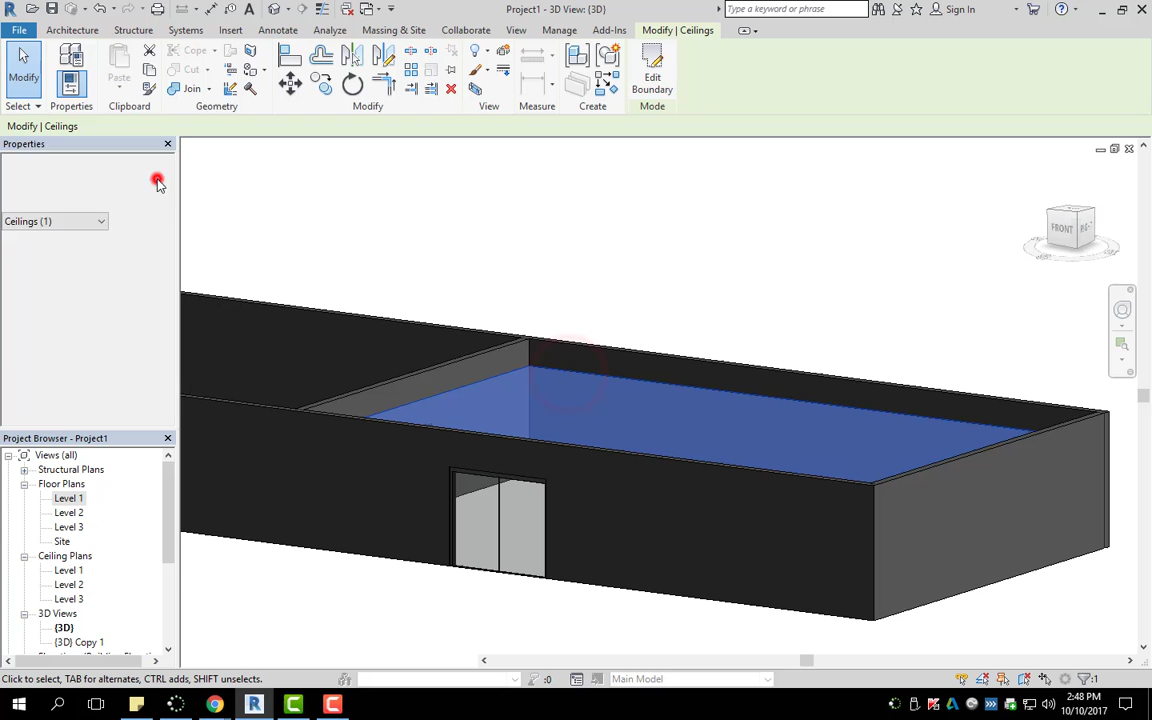 Project1 - 3D View: {3D}
Type a keyword or phrase
Sign In
File
Architecture
Structure
Systems
Insert
Annotate
Analyze
Massing & Site
Collaborate
View
Manage
Add-Ins
Modify | Ceilings
Modify
Paste
Cope
Cut
Join
Edit
Boundary
Select
Properties
Clipboard
Geometry
Modify
View
Measure
Create
Mode
Modify | Ceilings
Properties
Ceilings (1)
FRONT
Project Browser - Project1
Views (all)
Structural Plans
Floor Plans
Level 1
Level 2
Level 3
Site
Ceiling Plans
Level 1
Level 2
Level 3
3D Views
{3D}
{3D} Copy 1
Click to select, TAB for alternates, CTRL adds, SHIFT unselects.
:0
Main Model
:1
2:48 PM
10/10/2017